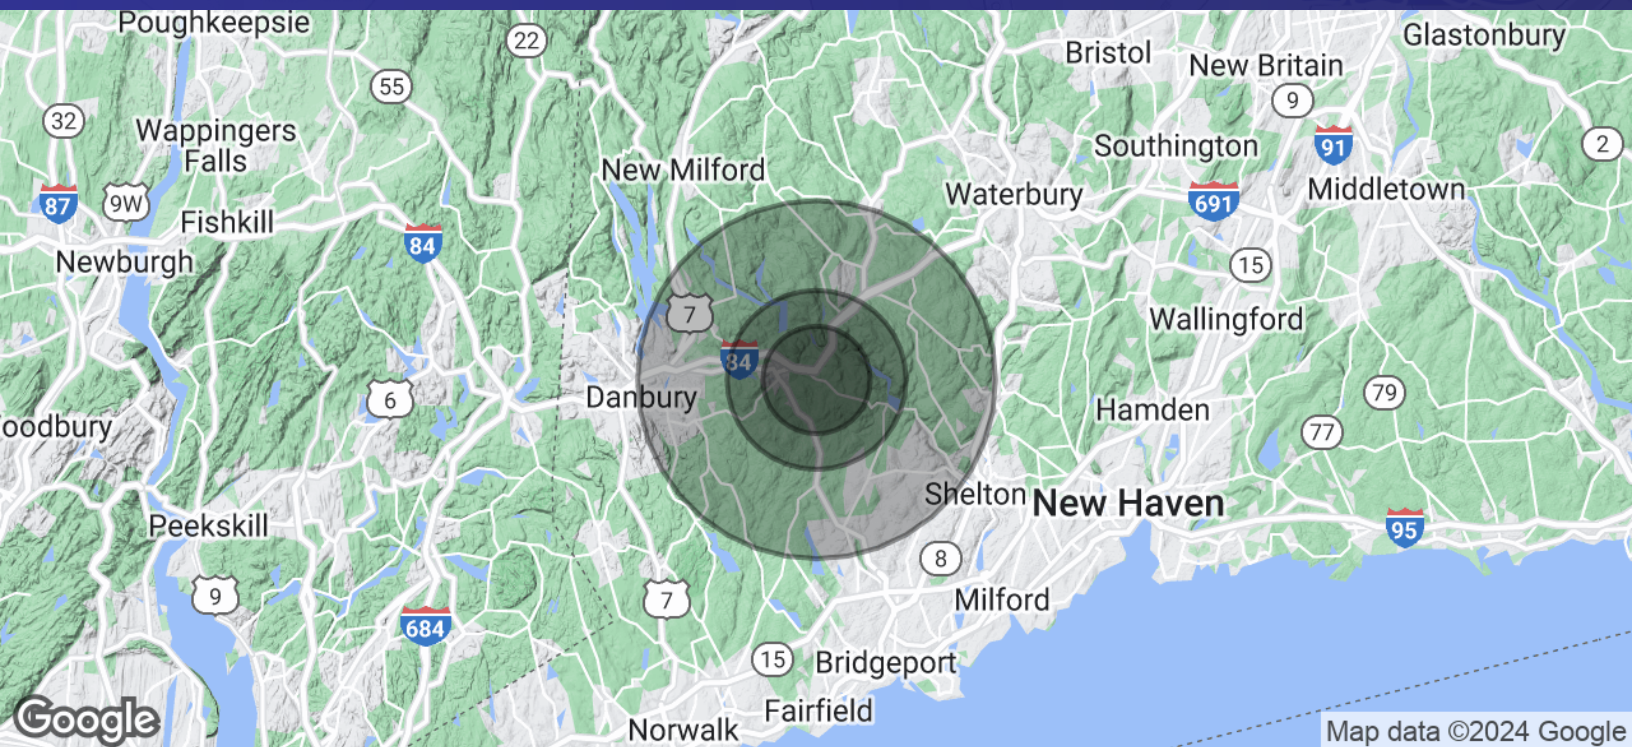 Poughkeepsie
22
Glastonbury
Bristol
New Britain
55
9
32
Wappingers
Falls
Southington
91
2
New Milford
Waterbury
691
Middletown
87
9W
Fishkill
84
Newburgh
15
7
Wallingford
84
6
Danbury
79
Hamden
oodbury
77
Shelton
New Haven
Peekskill
95
8
9
7
Milford
684
15
Bridgeport
Fairfield
Norwalk
Google
Map data ©2024 Google